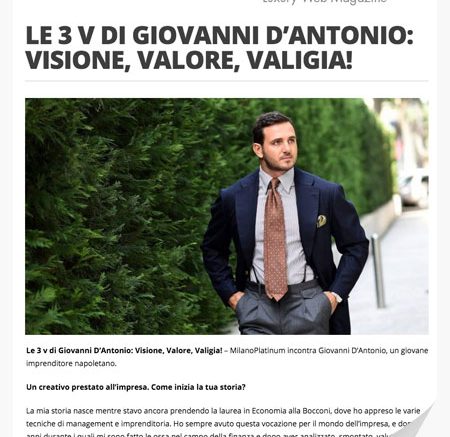 Luxury Web Magazine
LE 3 V DI GIOVANNI D’ANTONIO:
VISIONE, VALORE, VALIGIA!
Le 3 v di Giovanni D’Antonio: Visione, Valore, Valigia! – MilanoPlatinum incontra Giovanni D’Antonio, un giovane
imprenditore napoletano.
Un creativo prestato all’impresa. Come inizia la tua storia?
La mia storia nasce mentre stavo ancora prendendo la laurea in Economia alla Bocconi, dove ho appreso le varie
tecniche di management e imprenditoria. Ho sempre avuto questa vocazione per il mondo dell’impresa, e
anni durante i quali mi sono fatto le ossa nel campo della finanza e dopo aver analizzato, smontato,